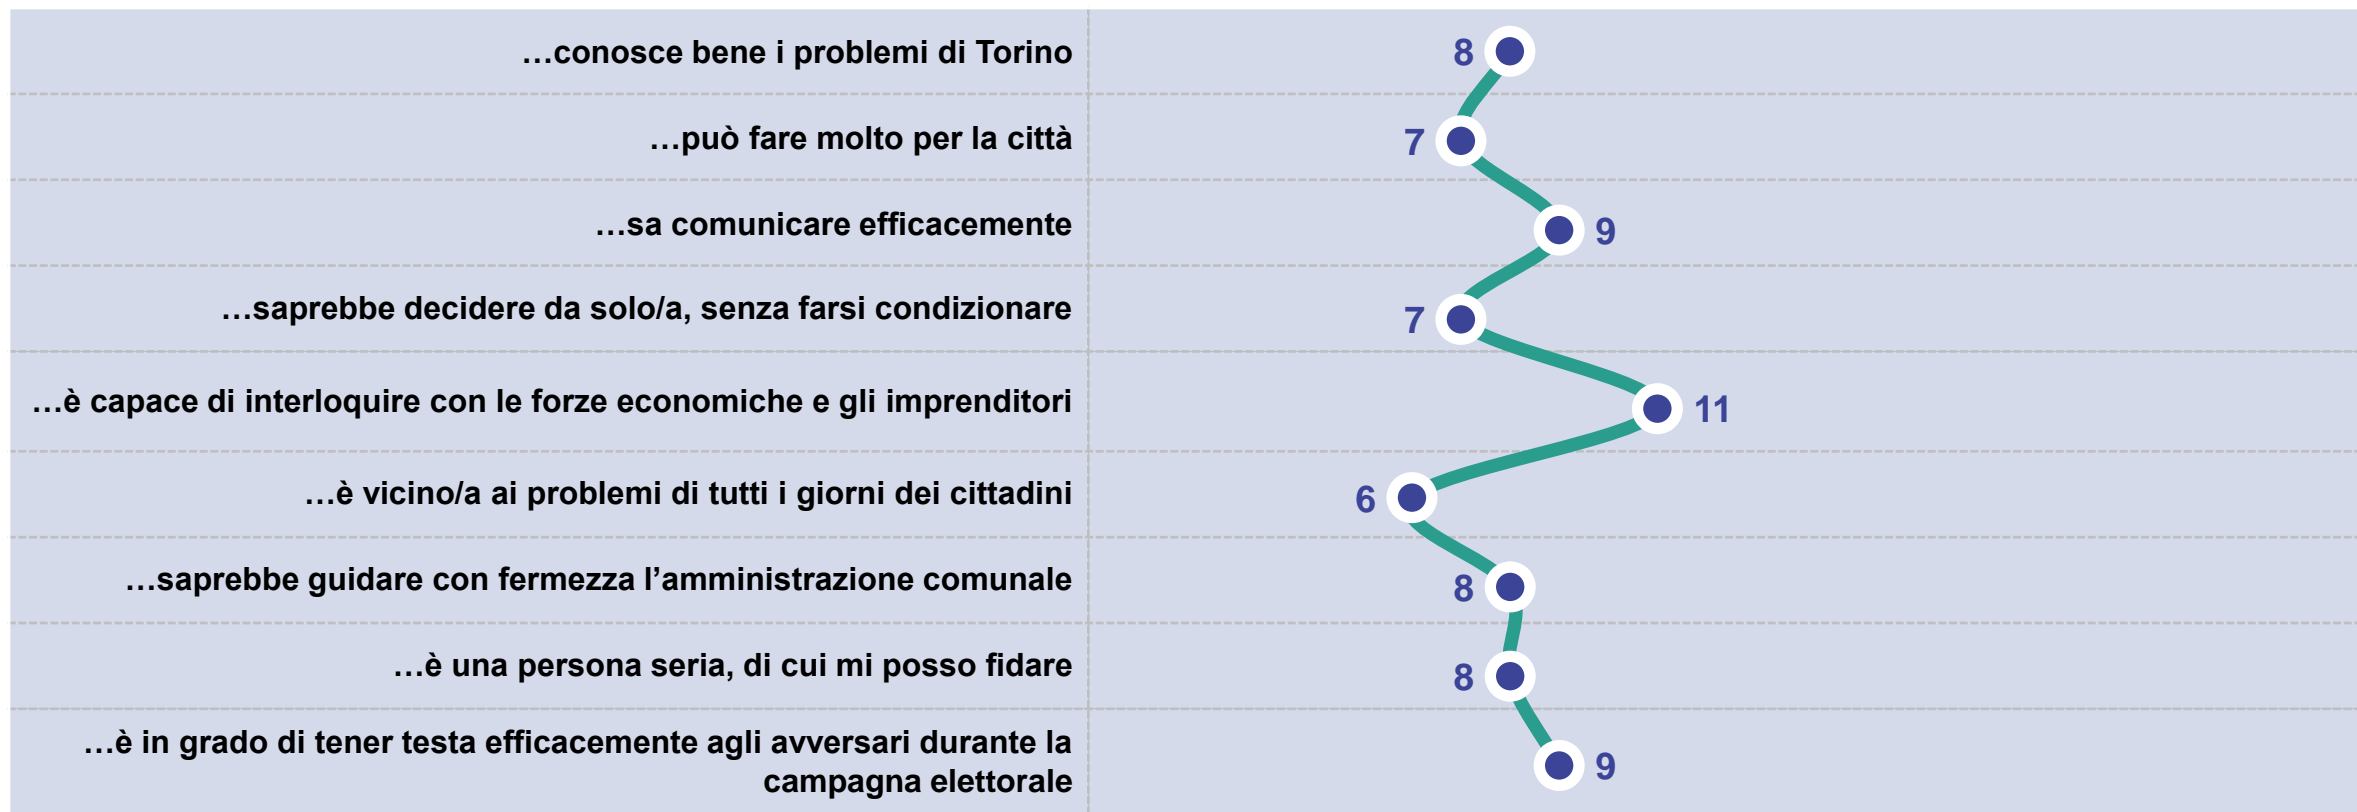 …conosce bene i problemi di Torino
8
…può fare molto per la città
7
…sa comunicare efficacemente
9
…saprebbe decidere da solo/a, senza farsi condizionare
7
…è capace di interloquire con le forze economiche e gli imprenditori
11
…è vicino/a ai problemi di tutti i giorni dei cittadini
6
…saprebbe guidare con fermezza l’amministrazione comunale
8
…è una persona seria, di cui mi posso fidare
8
…è in grado di tener testa efficacemente agli avversari durante la
campagna elettorale
9